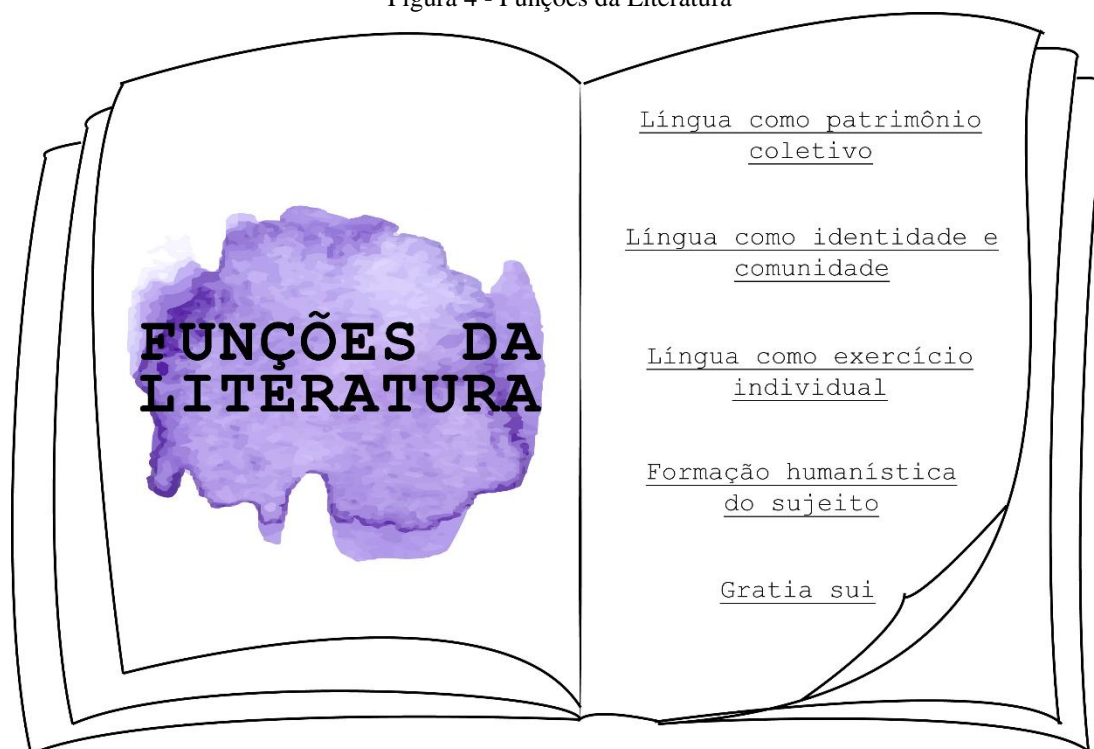 Figura 4 - Funções da Literatura
FUNÇÕES DA
LITERATURA
Língua como patrimônio
coletivo
Língua como identidade e
comunidade
Língua como exercício
individual
Formação humanística
do sujeito
Gratia sui